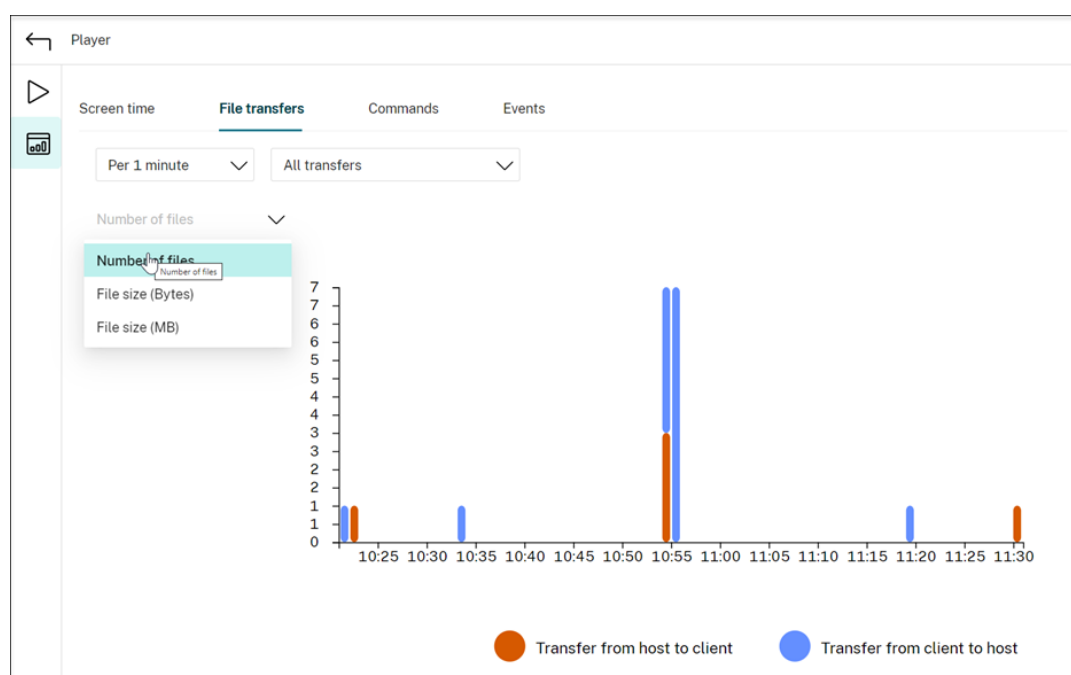 Player
Screen time File transfers Commands Events
Per 1 minute All transfers
Number of files
Number of files
Number of files
File size (Bytes)
File size (MB)
7
7
6
6
5
5
4
4
3
3
2
2
1
1
0
10:25 10:30 10:35 10:40 10:45 10:50 10:55 11:00 11:05 11:10 11:15 11:20 11:25 11:30
Transfer from host to client Transfer from client to host